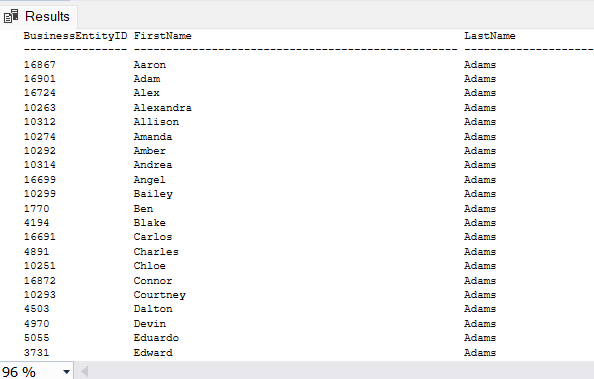 Results
BusinessEntityID FirstName LastName
---------------- -------------------------------------------------- --------------------
16867 Aaron Adams
16901 Adam Adams
16724 Alex Adams
10263 Alexandra Adams
10312 Allison Adams
10274 Amanda Adams
10292 Amber Adams
10314 Andrea Adams
16699 Angel Adams
10299 Bailey Adams
1770 Ben Adams
4194 Blake Adams
16691 Carlos Adams
4891 Charles Adams
10251 Chloe Adams
16872 Connor Adams
10293 Courtney Adams
4503 Dalton Adams
4970 Devin Adams
5055 Eduardo Adams
3731 Edward Adams
96 %